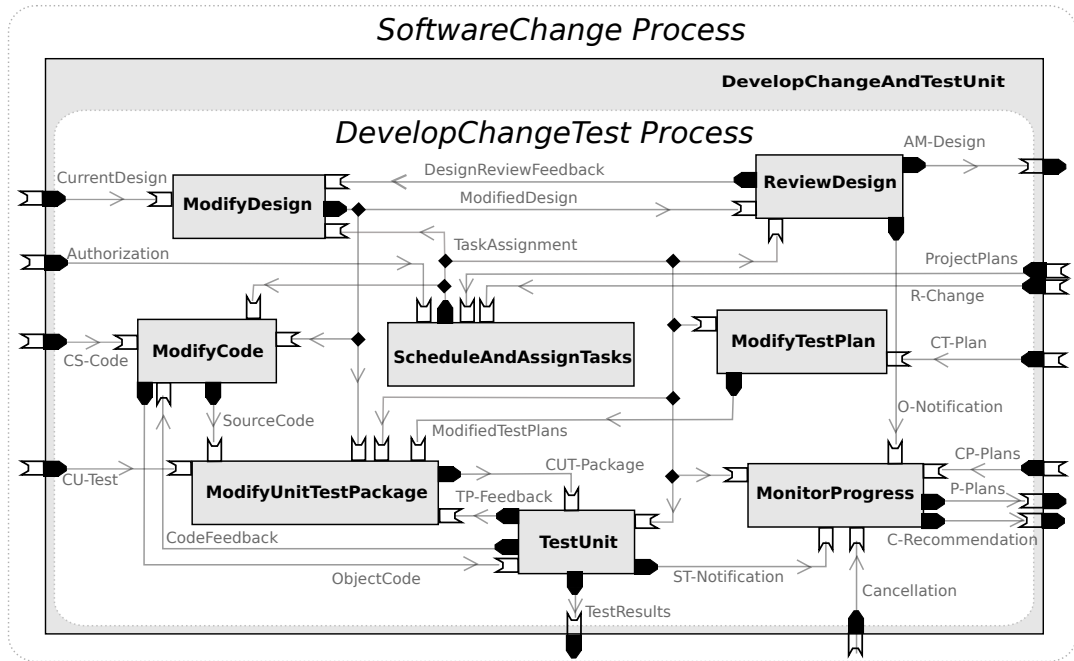 SoftwareChange Process
DevelopChangeAndTestUnit
DevelopChangeTest Process
AM-Design
CurrentDesign
DesignReviewFeedback
ReviewDesign
ModifyDesign
ModifiedDesign
TaskAssignment
Authorization
ProjectPlans
R-Change
ModifyCode
ScheduleAndAssignTasks
ModifyTestPlan
CS-Code
CT-Plan
SourceCode
O-Notification
ModifiedTestPlans
CU-Test
CUT-Package
CP-Plans
ModifyUnitTestPackage
TP-Feedback
MonitorProgress
P-Plans
CodeFeedback
TestUnit
C-Recommendation
ObjectCode
ST-Notification
Cancellation
TestResults